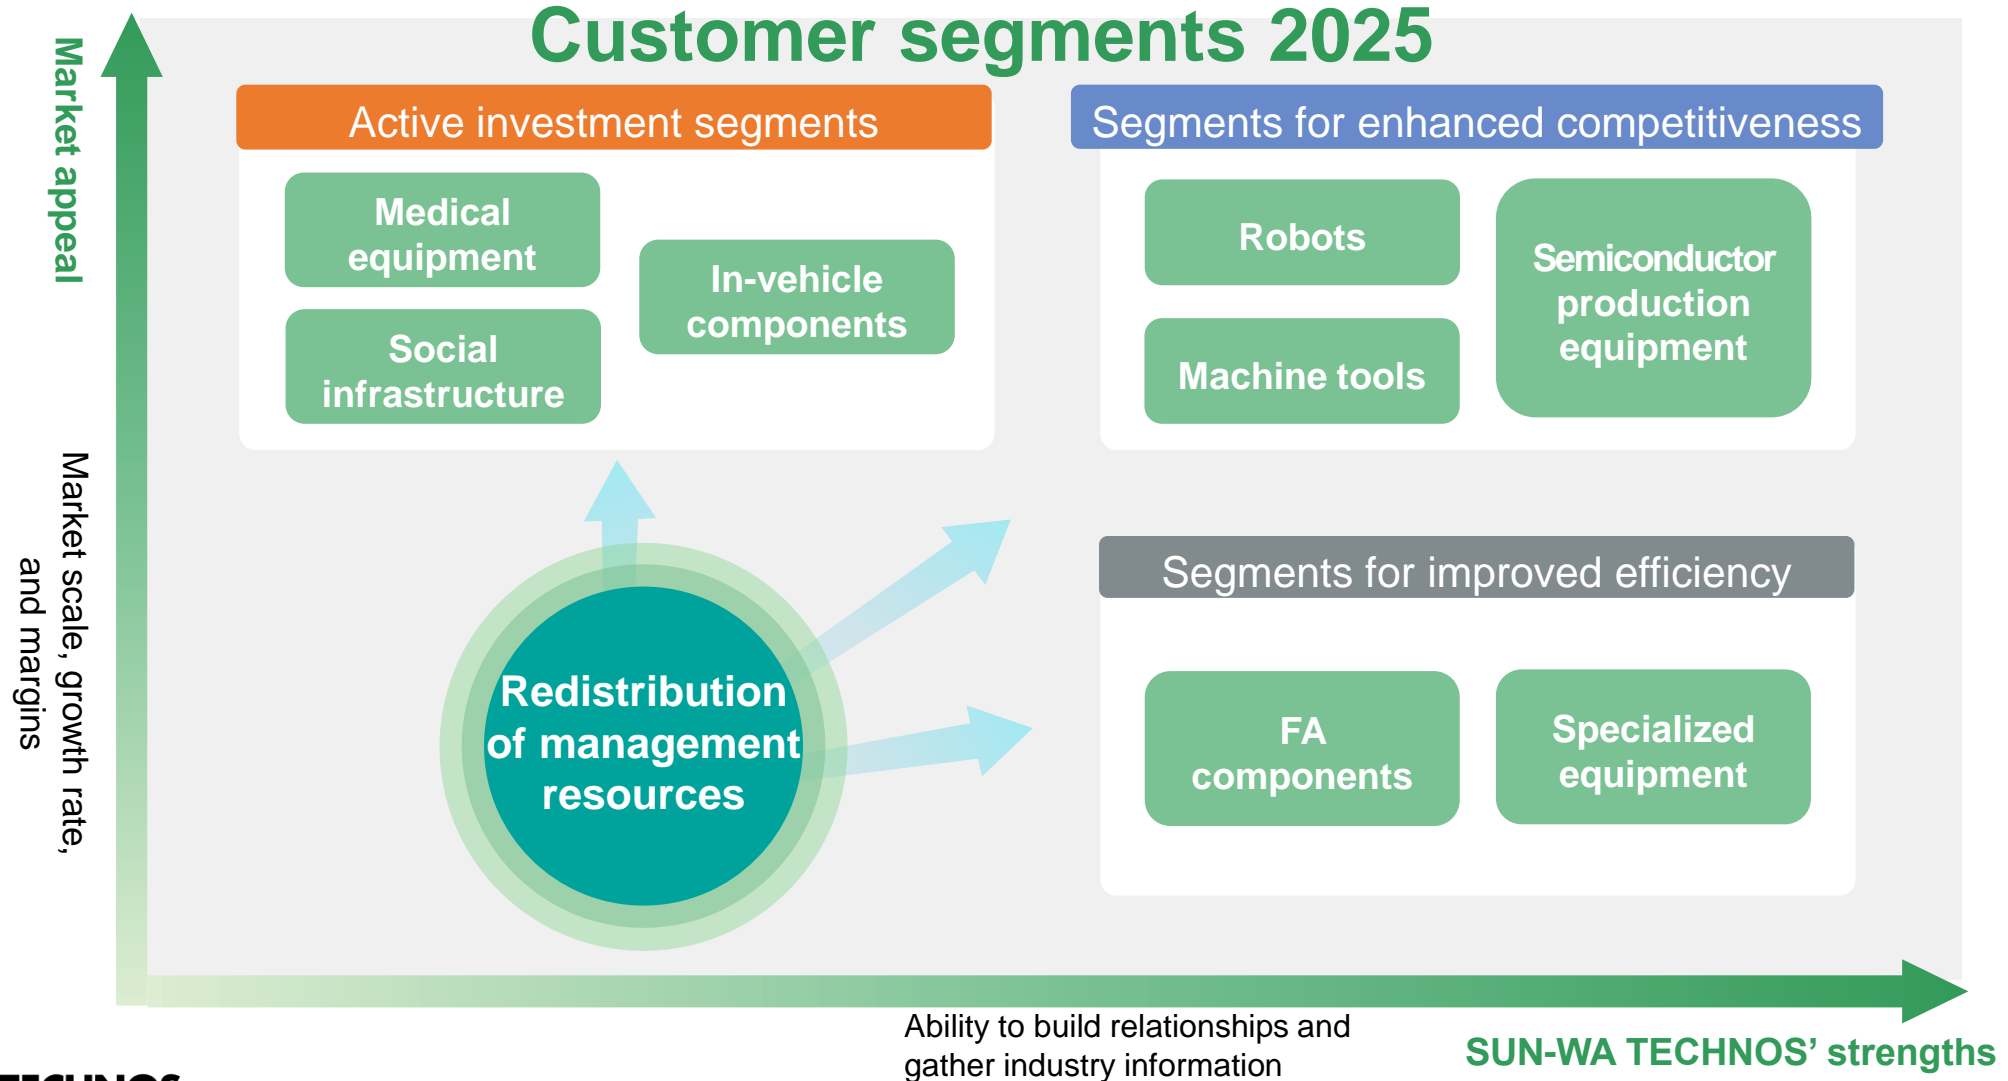 Customer segments 2025
Market appeal
Market scale, growth rate,
and margins
Active investment segments
Medical
equipment
Social
infrastructure
In-vehicle
components
Segments for enhanced competitiveness
Robots
Machine tools
Semiconductor
production
equipment
Redistribution
of management
resources
Segments for improved efficiency
FA
components
Specialized
equipment
Ability to build relationships and
gather industry information
SUN-WA TECHNOS’ strengths
TECHNOS